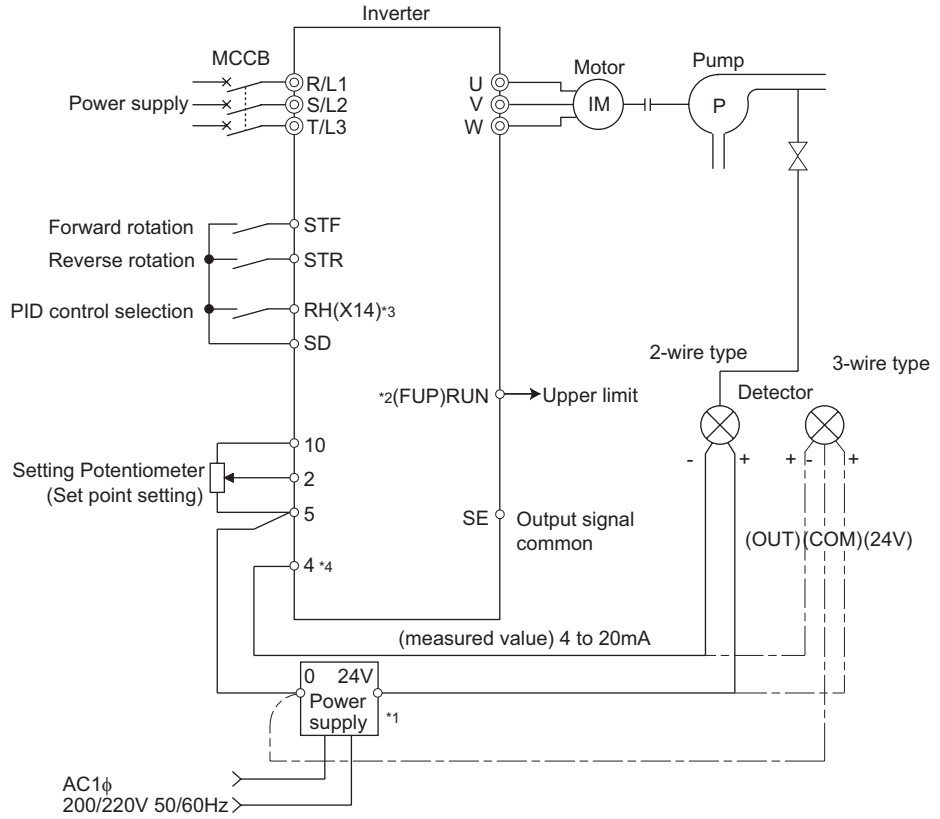 Inverter
MCCB
Power supply
R/L1
S/L2
T/L3
U
V
W
Motor
IM
Pump
P
Forward rotation
STF
Reverse rotation
STR
PID control selection
RH(X14)*3
SD
*2(FUP)RUN
Upper limit
2-wire type
3-wire type
Detector
- +
+ - +
10
Setting Potentiometer
(Set point setting)
2
5
SE
Output signal
common
(OUT)(COM)(24V)
4 *4
(measured value) 4 to 20mA
0 24V
Power
supply
*1
AC1ϕ
200/220V 50/60Hz